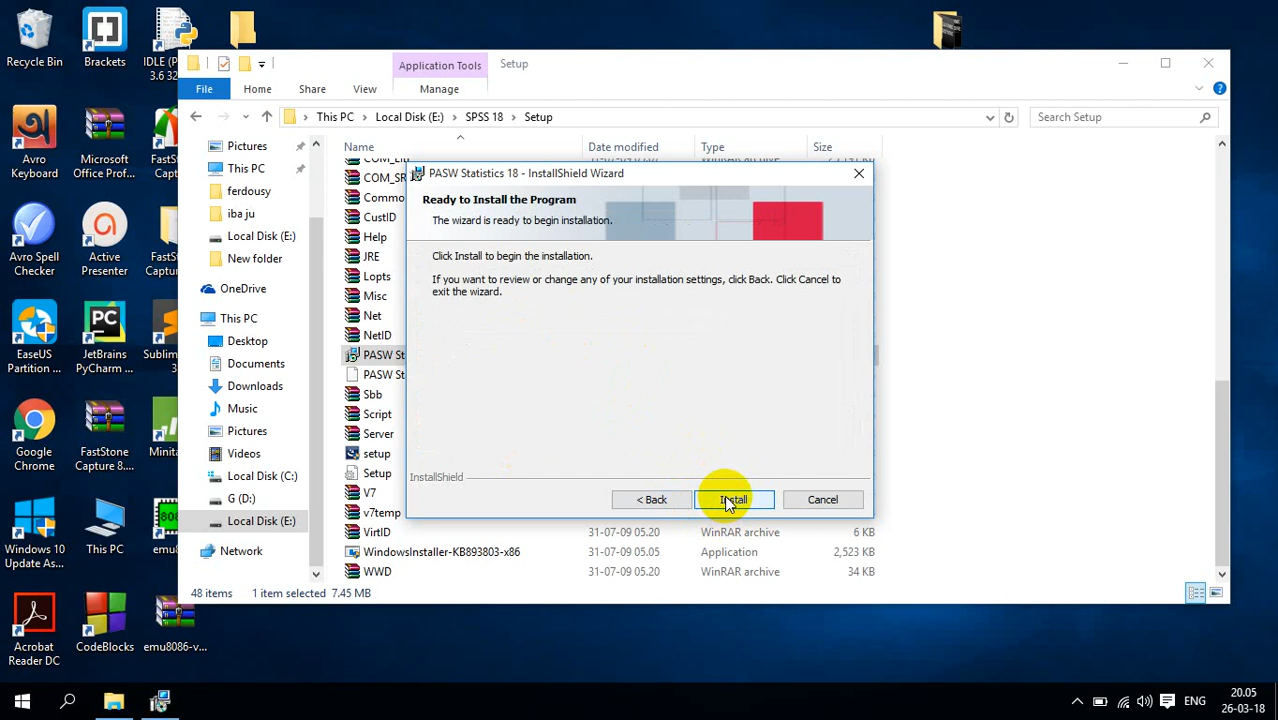 Recycle Bin
Brackets
IDLE (P
3.6 32
Avro
Keyboard
Microsoft
Office Prof...
FastS
Capt
Avro Spell
Checker
Active
Presenter
FastSt
Captur
EaseUS
Partition ...
JetBrains
PyCharm ...
Sublim
Google
Chrome
FastStone
Capture 8....
Minita
Windows 10
Update As...
This PC
emu8
Acrobat
Reader DC
CodeBlocks
emu8086-v...
Application Tools
Setup
File
Home
Share
View
Manage
This PC > Local Disk (E:) > SPSS 18 > Setup
Search Setup
Pictures
This PC
ferdousy
iba ju
Local Disk (E:)
New folder
OneDrive
This PC
Desktop
Documents
Downloads
Music
Pictures
Videos
Local Disk (C:)
G (D:)
Local Disk (E:)
Network
Name
Date modified
Type
Size
COM_SR
Commo
CustID
Help
JRE
Lopts
Misc
Net
NetID
PASW St
PASW St
Sbb
Script
Server
setup
Setup
V7
v7temp
VirtID 31-07-09 05.20 WinRAR archive 6 KB
WindowsInstaller-KB893803-x86 31-07-09 05.05 Application 2,523 KB
WWD 31-07-09 05.20 WinRAR archive 34 KB
48 items 1 item selected 7.45 MB
PASW Statistics 18 - InstallShield Wizard
Ready to Install the Program
The wizard is ready to begin installation.
Click Install to begin the installation.
If you want to review or change any of your installation settings, click Back. Click Cancel to
exit the wizard.
InstallShield
< Back
Install
Cancel
ENG
20.05
26-03-18